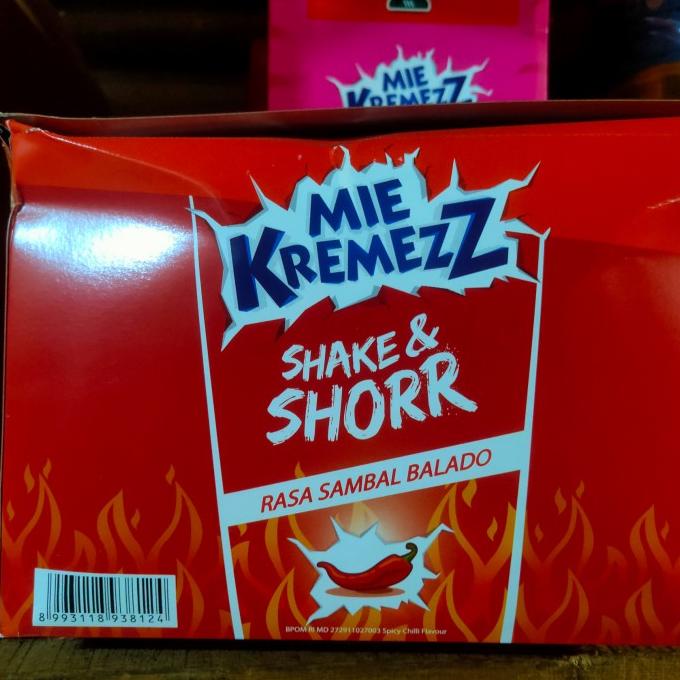 MIE
KREMEZZ
MIE
KREMEZZ
SHAKE &
SHORR
RASA SAMBAL BALADO
8 993118 938124
BPOM RI MD 272911027003 Spicy Chilli Flavour